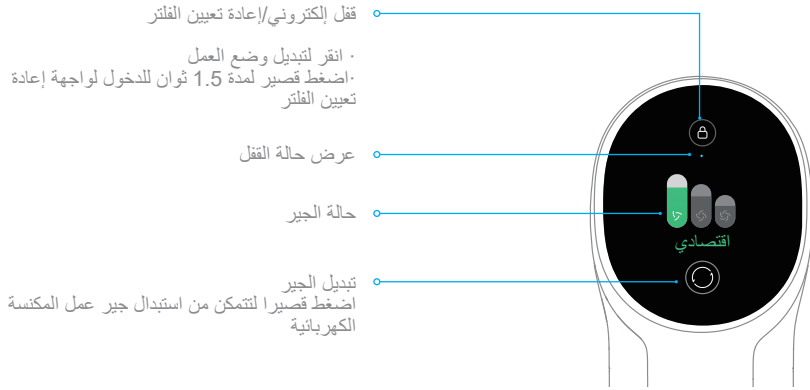 قفل إلكتروني/إعادة تعيين الفلتر
· انقر لتبديل وضع العمل
·اضغط قصير لمدة 1.5 ثوان للدخول لواجهة إعادة
تعيين الفلتر
عرض حالة القفل
حالة الجير
اقتصادي
تبديل الجير
اضغط قصيرا لتتمكن من استبدال جير عمل المكنسة
الكهربائية